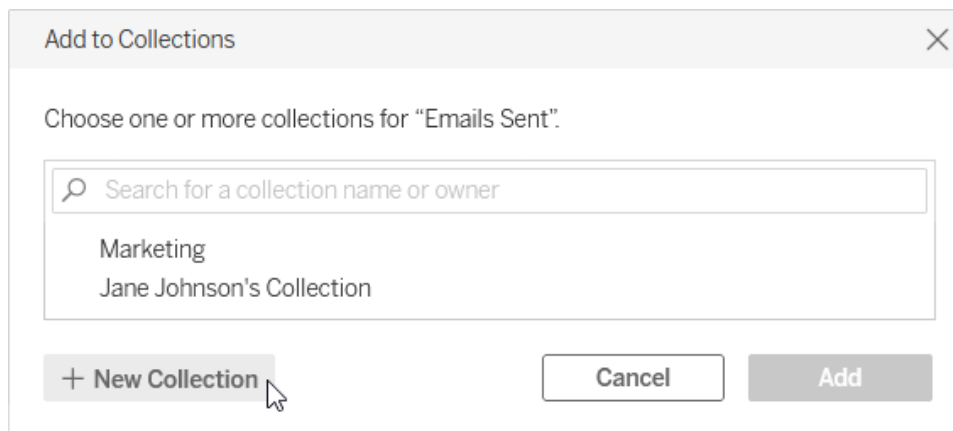 Add to Collections
Choose one or more collections for “Emails Sent”.
Search for a collection name or owner
Marketing
Jane Johnson's Collection
+ New Collection
Cancel
Add